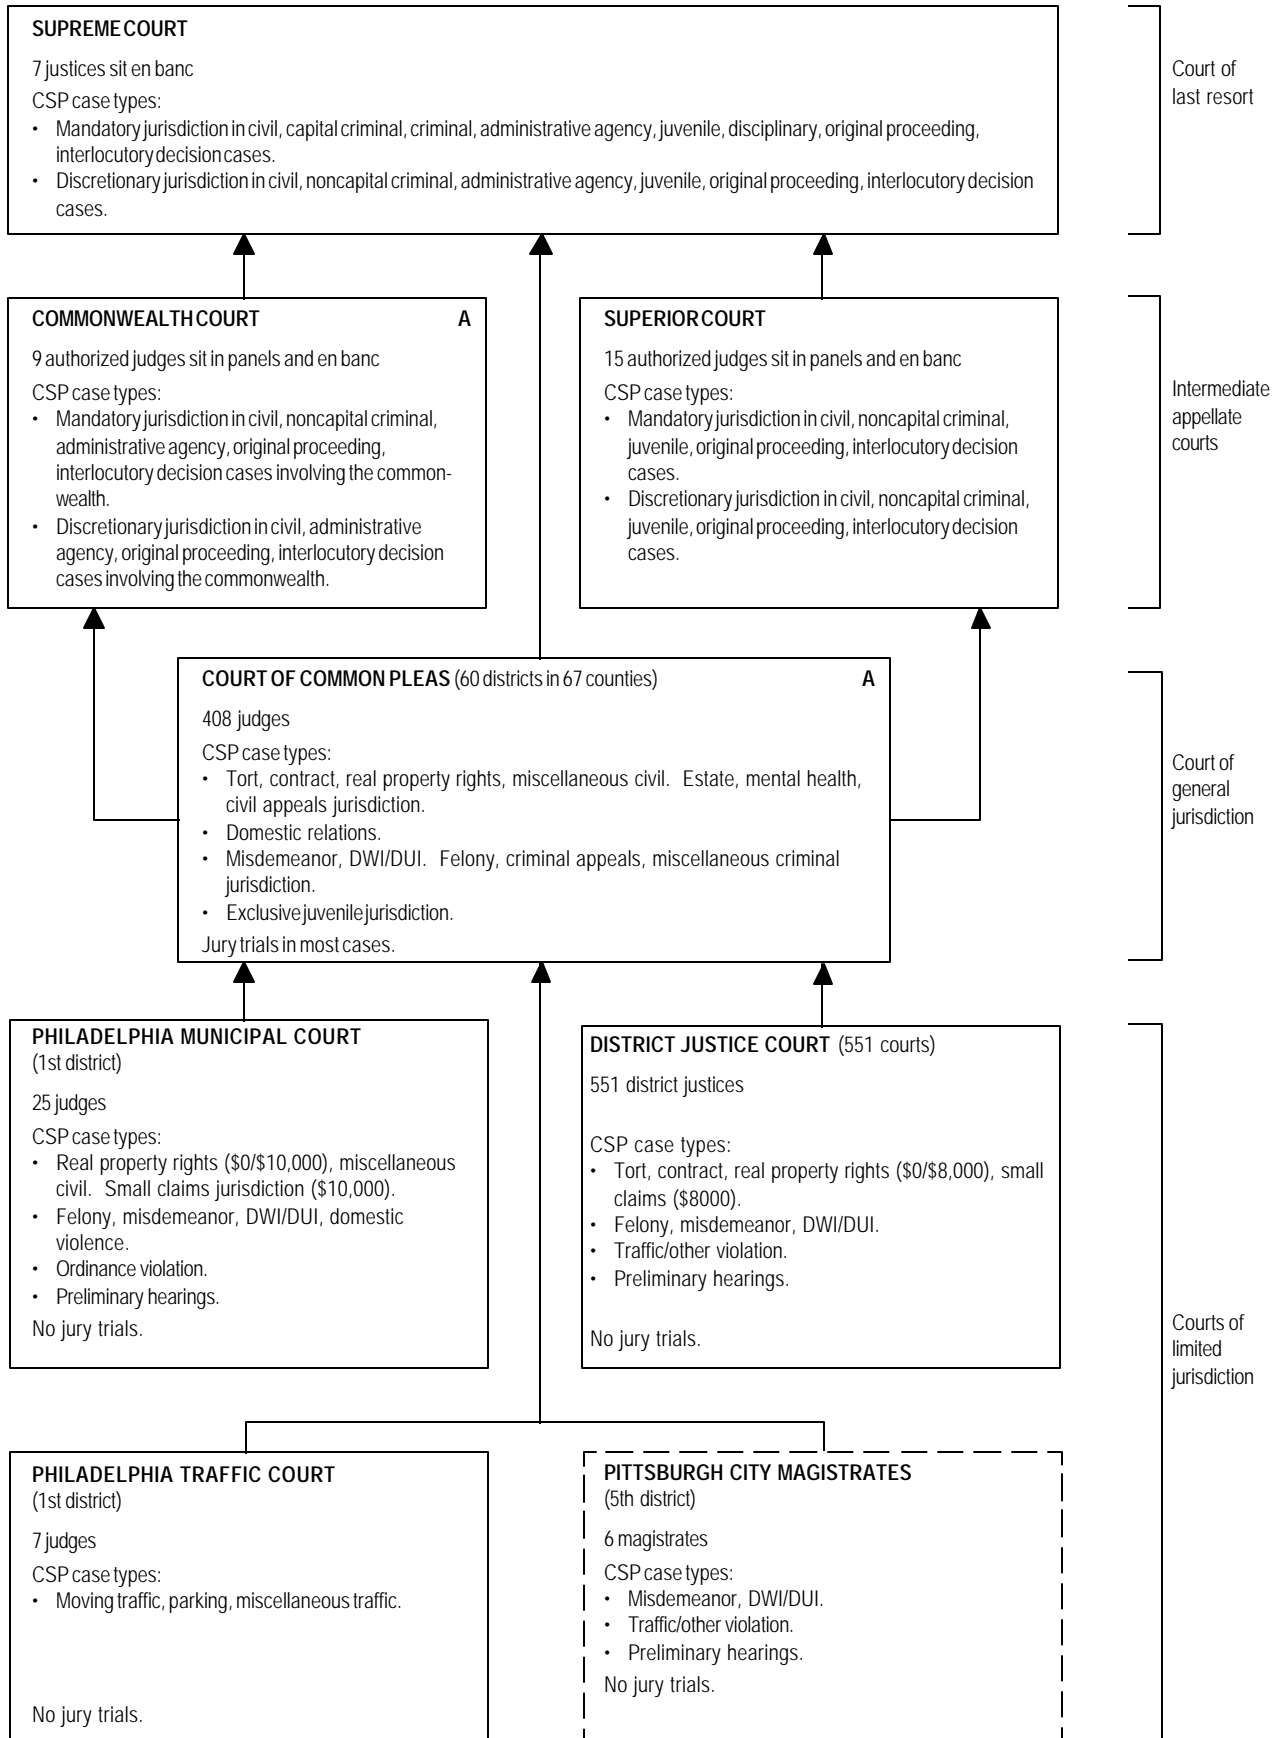 SUPREME COURT
7 justices sit en banc
CSP case types:
• Mandatory jurisdiction in civil, capital criminal, criminal, administrative agency, juvenile, disciplinary, original proceeding,
interlocutory decision cases.
• Discretionary jurisdiction in civil, noncapital criminal, administrative agency, juvenile, original proceeding, interlocutory decision
cases.
Court of
last resort
COMMONWEALTH COURT A
9 authorized judges sit in panels and en banc
CSP case types:
• Mandatory jurisdiction in civil, noncapital criminal,
administrative agency, original proceeding,
interlocutory decision cases involving the common-
wealth.
• Discretionary jurisdiction in civil, administrative
agency, original proceeding, interlocutory decision
cases involving the commonwealth.
SUPERIOR COURT
15 authorized judges sit in panels and en banc
CSP case types:
• Mandatory jurisdiction in civil, noncapital criminal,
juvenile, original proceeding, interlocutory decision
cases.
• Discretionary jurisdiction in civil, noncapital criminal,
juvenile, original proceeding, interlocutory decision
cases.
Intermediate
appellate
courts
COURT OF COMMON PLEAS (60 districts in 67 counties) A
408 judges
CSP case types:
• Tort, contract, real property rights, miscellaneous civil. Estate, mental health,
civil appeals jurisdiction.
• Domestic relations.
• Misdemeanor, DWI/DUI. Felony, criminal appeals, miscellaneous criminal
jurisdiction.
• Exclusive juvenile jurisdiction.
Jury trials in most cases.
Court of
general
jurisdiction
PHILADELPHIA MUNICIPAL COURT
(1st district)
25 judges
CSP case types:
• Real property rights ($0/$10,000), miscellaneous
civil. Small claims jurisdiction ($10,000).
• Felony, misdemeanor, DWI/DUI, domestic
violence.
• Ordinance violation.
• Preliminary hearings.
No jury trials.
DISTRICT JUSTICE COURT (551 courts)
551 district justices
CSP case types:
• Tort, contract, real property rights ($0/$8,000), small
claims ($8000).
• Felony, misdemeanor, DWI/DUI.
• Traffic/other violation.
• Preliminary hearings.
No jury trials.
Courts of
limited
jurisdiction
PHILADELPHIA TRAFFIC COURT
(1st district)
7 judges
CSP case types:
• Moving traffic, parking, miscellaneous traffic.
No jury trials.
PITTSBURGH CITY MAGISTRATES
(5th district)
6 magistrates
CSP case types:
• Misdemeanor, DWI/DUI.
• Traffic/other violation.
• Preliminary hearings.
No jury trials.